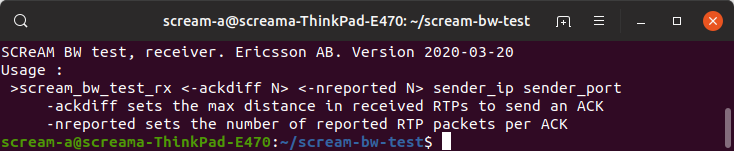 scream-a@screama-ThinkPad-E470: ~/scream-bw-test
SCReAM BW test, receiver. Ericsson AB. Version 2020-03-20
Usage :
>scream_bw_test_rx <-ackdiff N> <-nreported N> sender_ip sender_port
-ackdiff sets the max distance in received RTPs to send an ACK
-nreported sets the number of reported RTP packets per ACK
scream-a@screama-ThinkPad-E470:~/scream-bw-test$